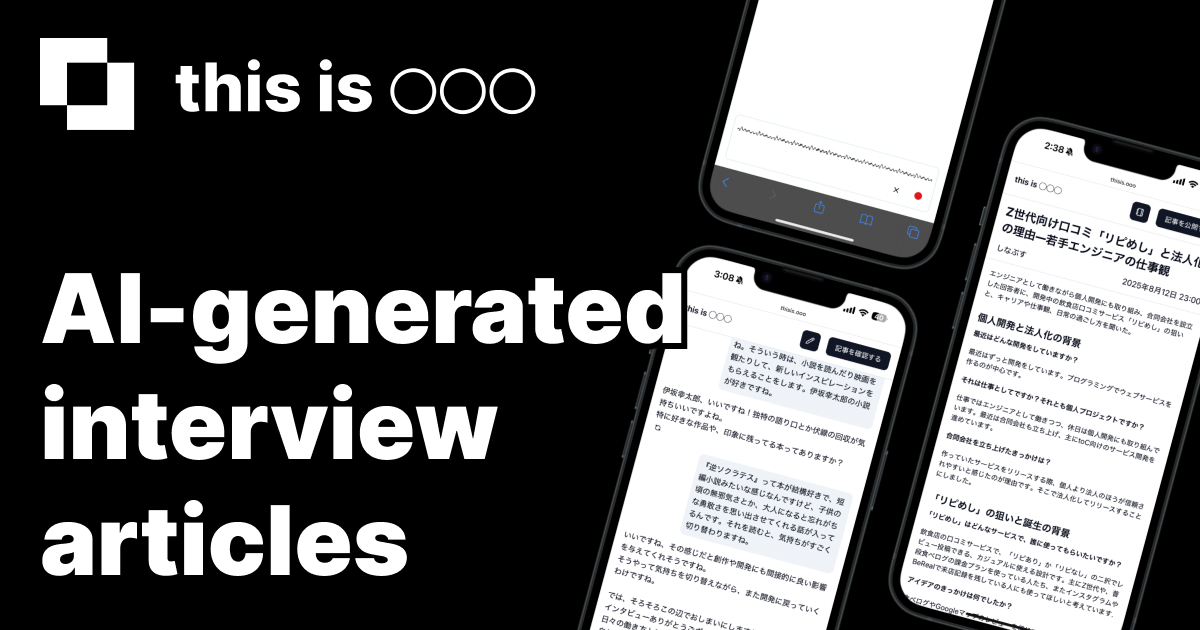 this is ○○○
AI-generated
interview
articles
3:08
this is ○○○
thisis.ooo
記事を確認する
ね。そういう時は、小説を読んだり映画を
観たりして、新しいインスピレーションを
もらえることをします。伊坂幸太郎の小説
が好きですね。
伊坂幸太郎、いいですね！独特の語り口とか伏線の回収が気
持ちいいですよね。
特に好きな作品や、印象に残ってる本ってありますか？
『逆ソクラテス』って本が結構好きで、短
編小説みたいな感じなんですけど、子供の
頃の無邪気さとか、大人になると忘れがち
な勇敢さを思い出させてくれる話が入って
るんです。それを読むと、気持ちがすごく
切り替わりますね。
いいですね、その感じだと創作や開発にも間接的に良い影響
を与えてくれそうですね。
そうやって気持ちを切り替えながら、また開発に戻っていく
わけですね。
では、そろそろこの辺でおしまいにしま
インタビューありがとうご
日々の働き方
2:38
thisis.ooo
this is ○○○
記事を公開
Z世代向け口コミ「リピめし」と法人化
の理由—若手エンジニアの仕事観
しなぷす
2025年8月12日 23:00
エンジニアとして働きながら個人開発にも取り組み、合同会社を設立
した回答者に、開発中の飲食店口コミサービス「リピめし」の狙い
と、キャリアや仕事観、日常の過ごし方を聞いた。
個人開発と法人化の背景
最近はどんな開発をしていますか？
最近はずっと開発をしています。プログラミングでウェブサービスを
作るのが中心です。
それは仕事としてですか？それとも個人プロジェクトですか？
仕事ではエンジニアとして働きつつ、休日は個人開発にも取り組んで
います。最近は合同会社も立ち上げ、主にtoC向けのサービス開発を
進めています。
合同会社を立ち上げたきっかけは？
作っていたサービスをリリースする際、個人より法人のほうが信頼さ
れやすいと感じたのが理由です。そこで法人化してリリースすること
にしました。
「リピめし」の狙いと誕生の背景
「リピめし」はどんなサービスで、誰に使ってもらいたいですか？
飲食店の口コミサービスで、「リピあり」か「リピなし」の二択でレ
ビュー投稿できる、カジュアルに使える設計です。主にZ世代や、普
段食べログの課金プランを使っている人たち、またインスタグラムや
BeRealで来店記録を残している人にも使ってほしいと考えています。
アイデアのきっかけは何でしたか？